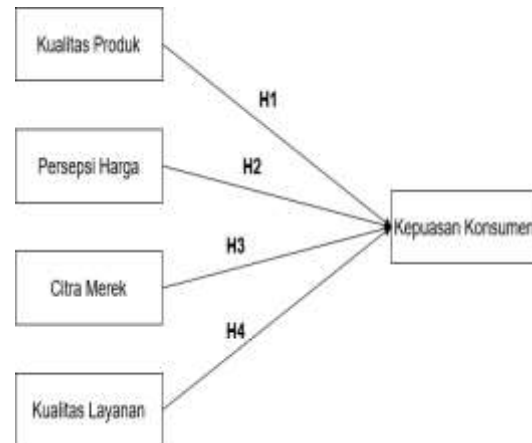 Kualitas Produk
H1
Persepsi Harga
H2
Kepuasan Konsumen
H3
Citra Merek
H4
Kualitas Layanan